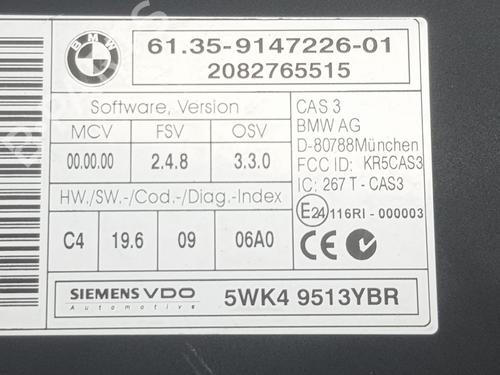 BMW
61.35-9147226-01
2082765515
Software, Version
MCV FSV OSV
00.00.00 2.4.8 3.3.0
HW./SW.-/Cod.-/Diag.-Index
C4 19.6 09 06A0
CAS 3
BMW AG
D-80788München
FCC ID: KR5CAS3
IC: 267 T - CAS3
E24 116RI - 000003
CE N
SIEMENS VDO
Automotive
5WK4 9513YBR